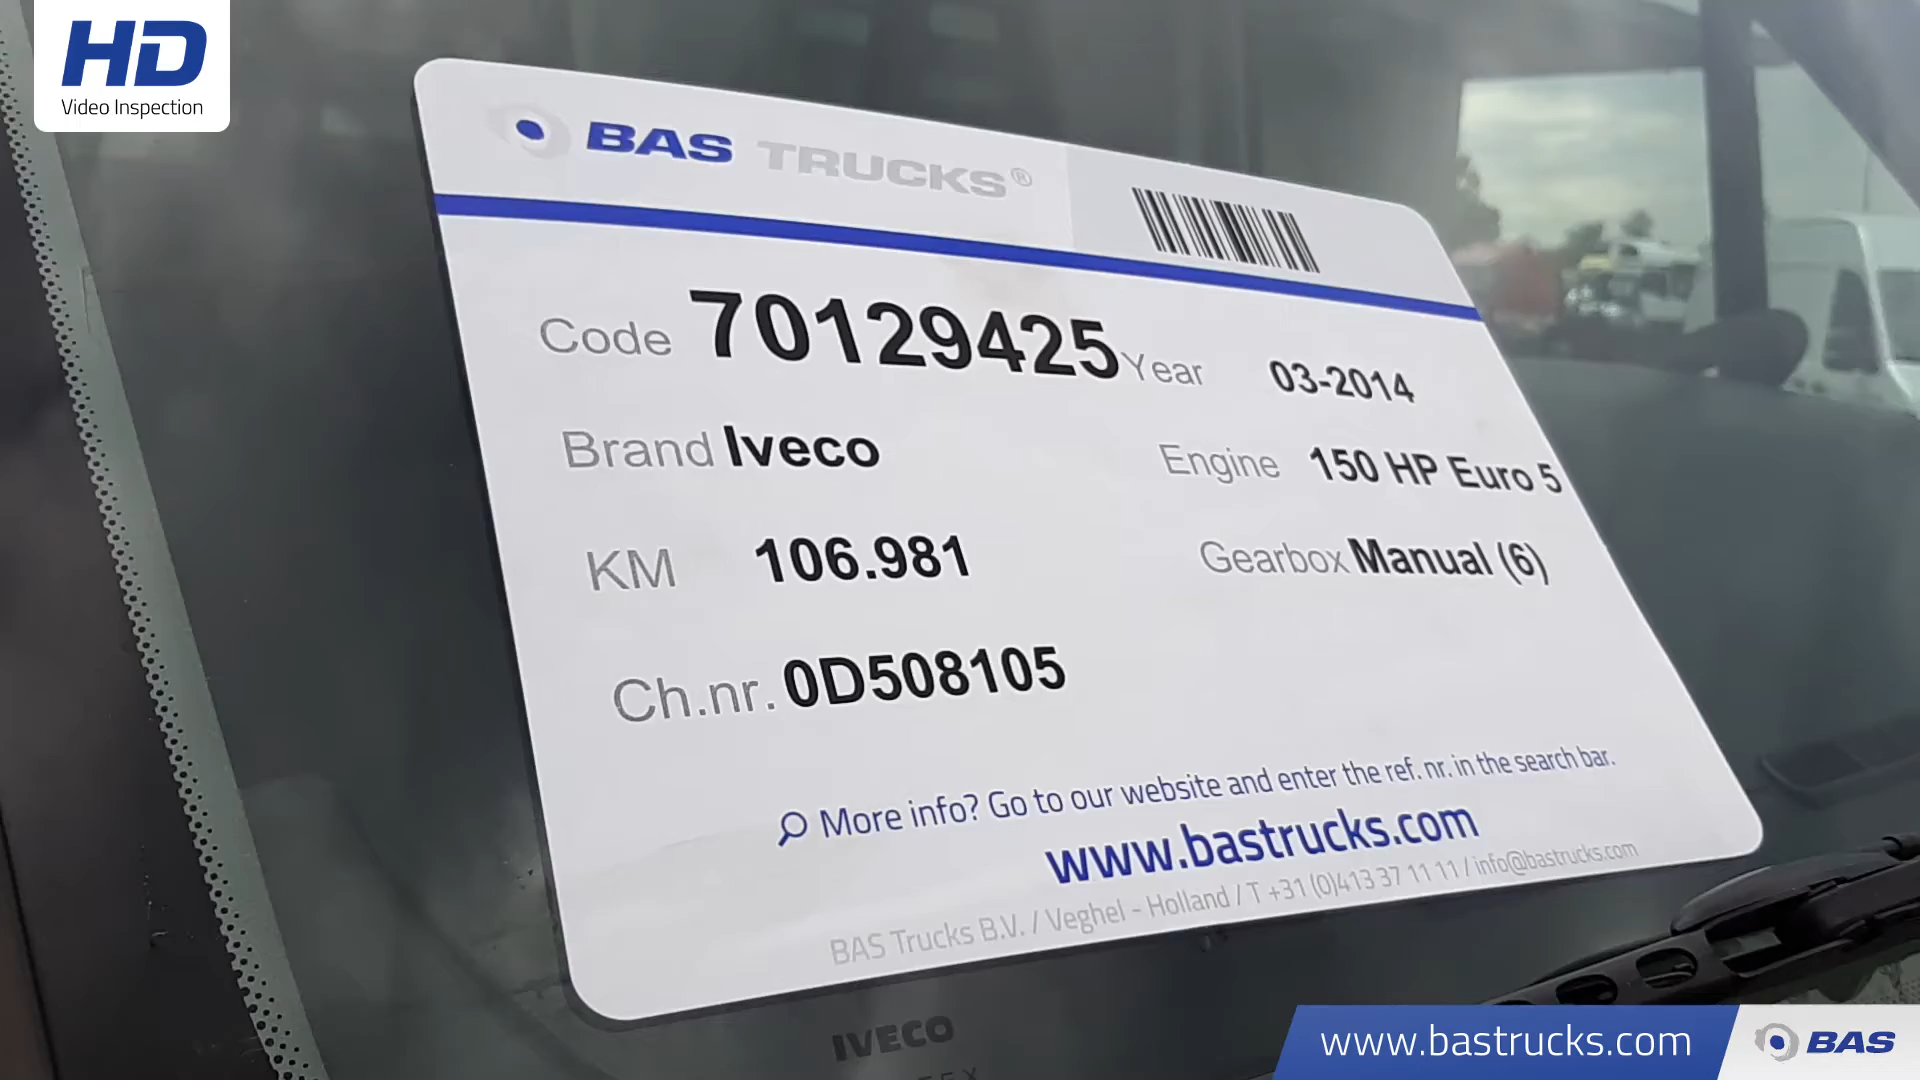 HD
Video Inspection
BAS TRUCKS®
Code 70129425 Year 03-2014
Brand Iveco Engine 150 HP Euro 5
KM 106.981 Gearbox Manual (6)
Ch.nr. 0D508105
More info? Go to our website and enter the ref. nr. in the search bar.
www.bastrucks.com
BAS Trucks B.V. / Veghel - Holland / T +31 (0)413 37 11 11 / info@bastrucks.com
IVECO
www.bastrucks.com BAS